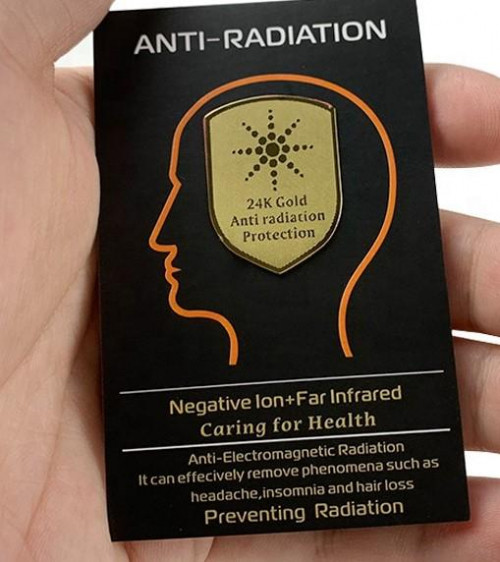 ANTI-RADIATION
24K Gold
Anti radiation
Protection
Negative Ion+Far Infrared
Caring for Health
Anti-Electromagnetic Radiation
It can effecively remove phenomena such as
headache,insomnia and hair loss
Preventing Radiation